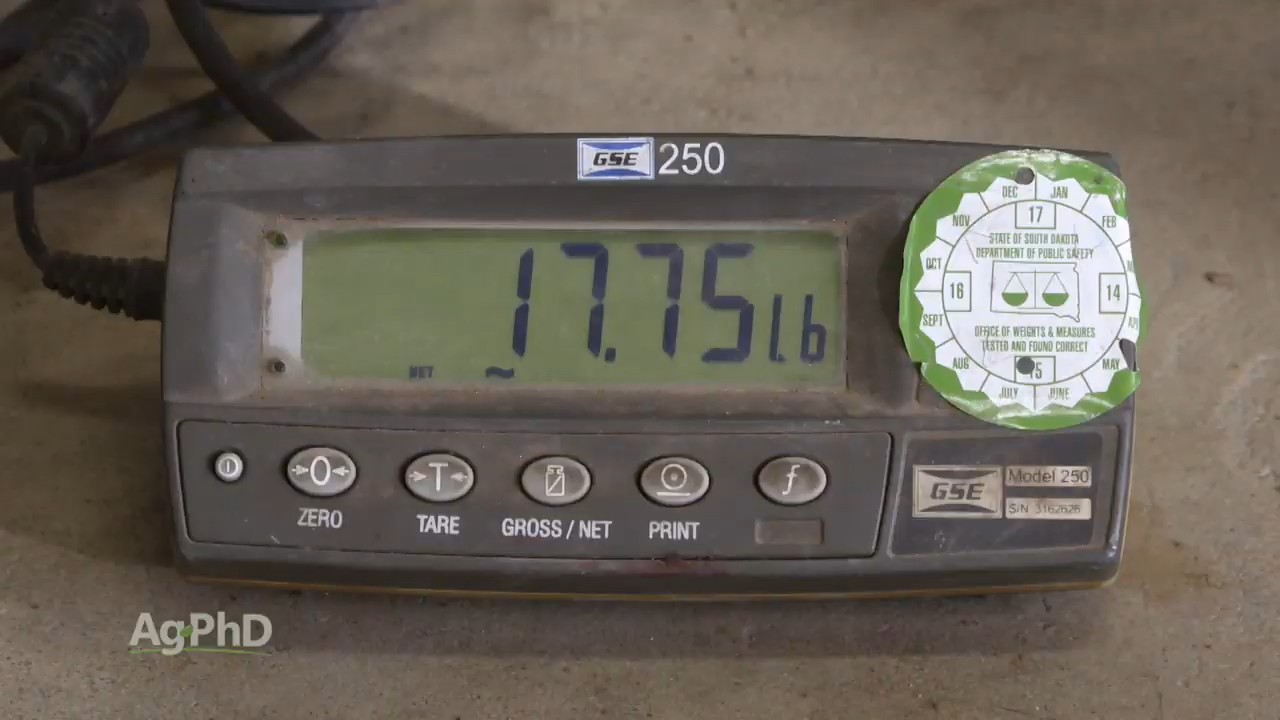 GSE 250
17.75 lb
NET
~
ZERO
TARE
GROSS / NET
PRINT
f
GSE
Model 250
S/N 3162626
DEC
JAN
NOV
17
FEB
STATE OF SOUTH DAKOTA
DEPARTMENT OF PUBLIC SAFETY
OCT
16
14
SEPT
OFFICE OF WEIGHTS & MEASURES
TESTED AND FOUND CORRECT
AUG
15
MAY
JULY
JUNE
AgPhD